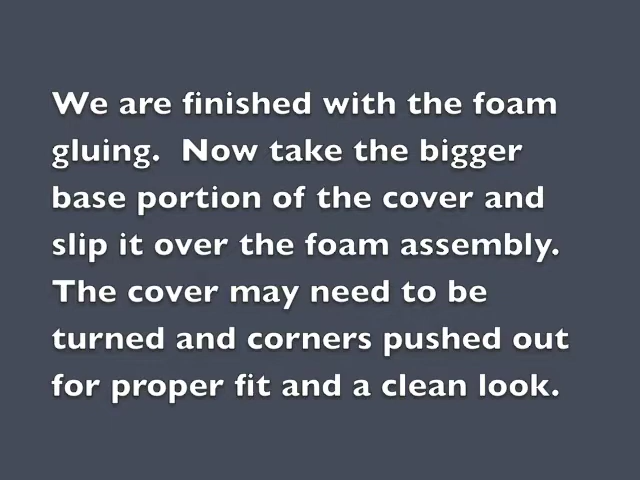 We are finished with the foam
gluing.  Now take the bigger
base portion of the cover and
slip it over the foam assembly.
The cover may need to be
turned and corners pushed out
for proper fit and a clean look.